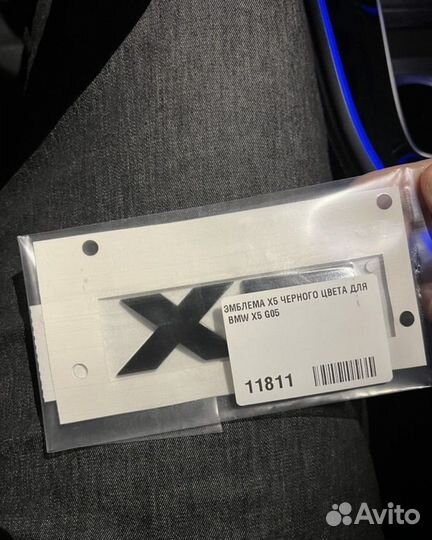 ЭМБЛЕМА X5 ЧЕРНОГО ЦВЕТА ДЛЯ
BMW X5 G05
X
11811
Avito